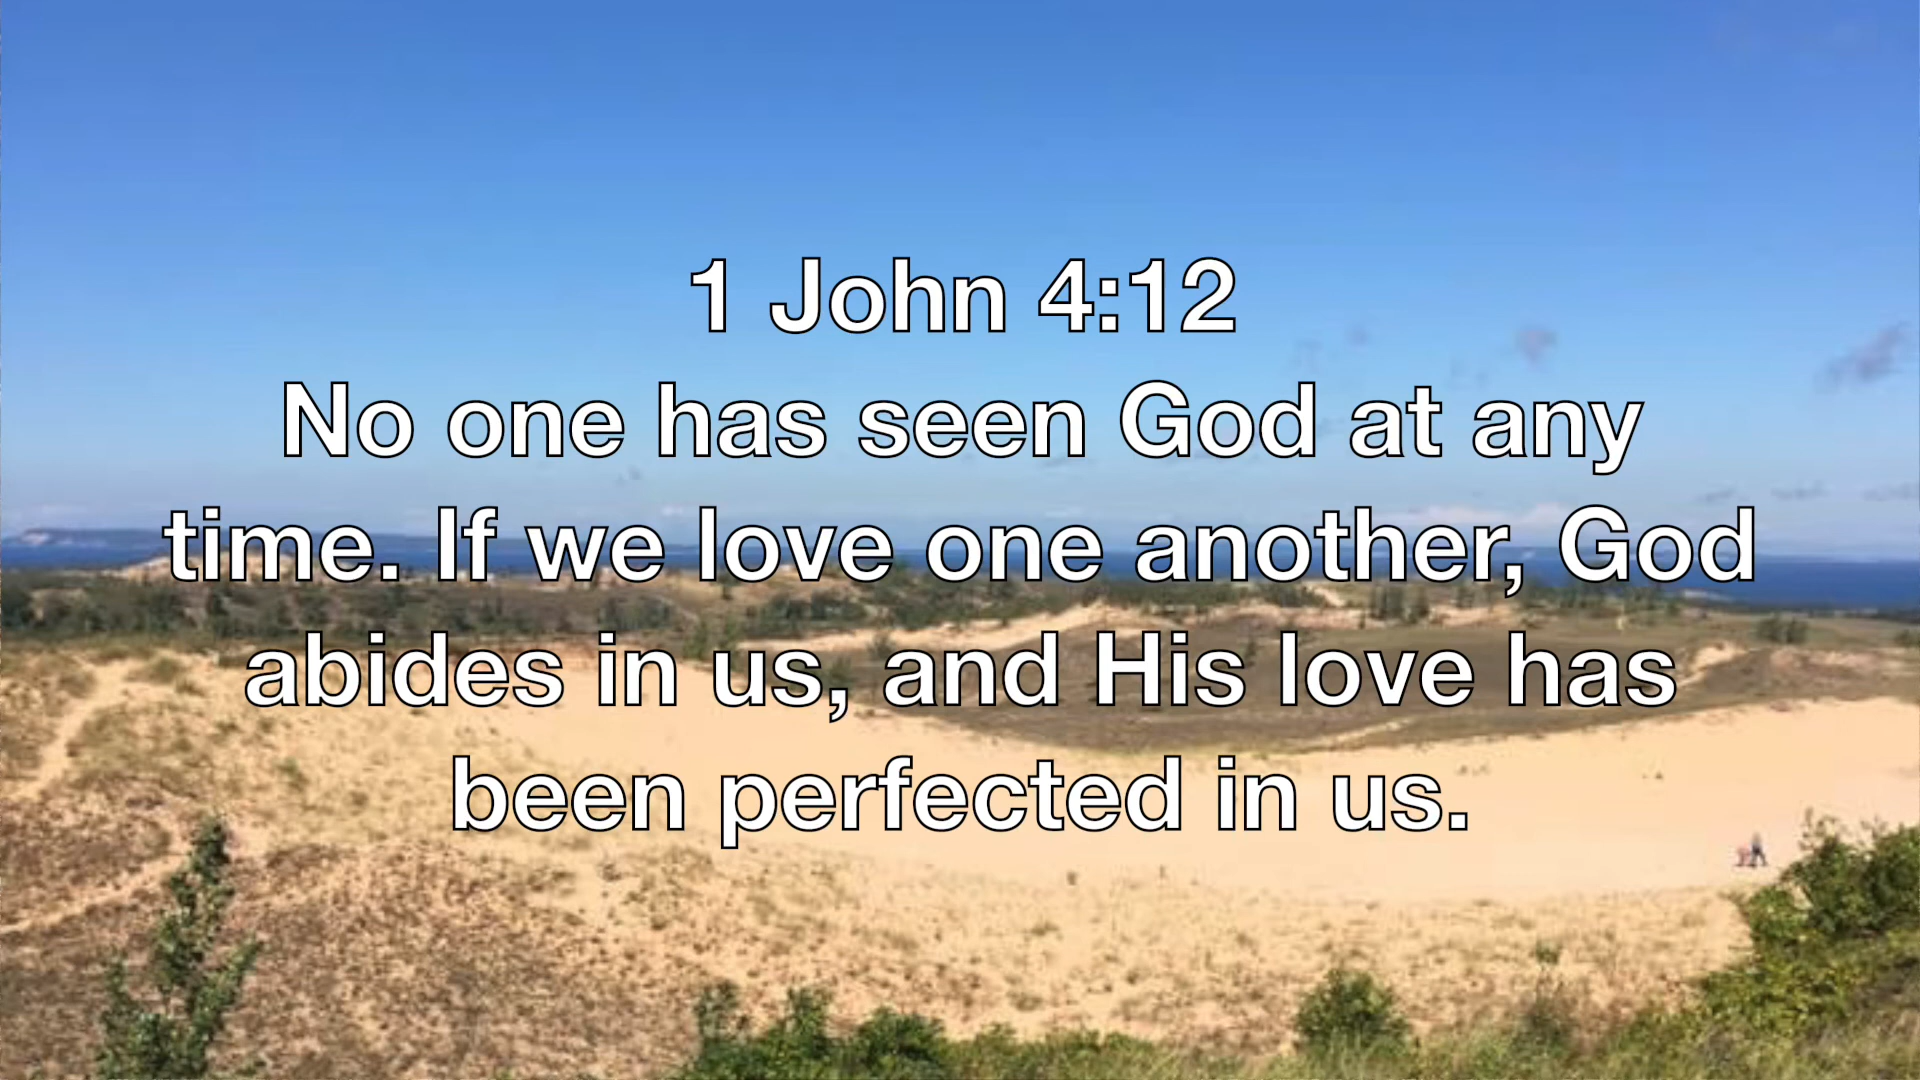 1 John 4:12
No one has seen God at any
time. If we love one another, God
abides in us, and His love has
been perfected in us.